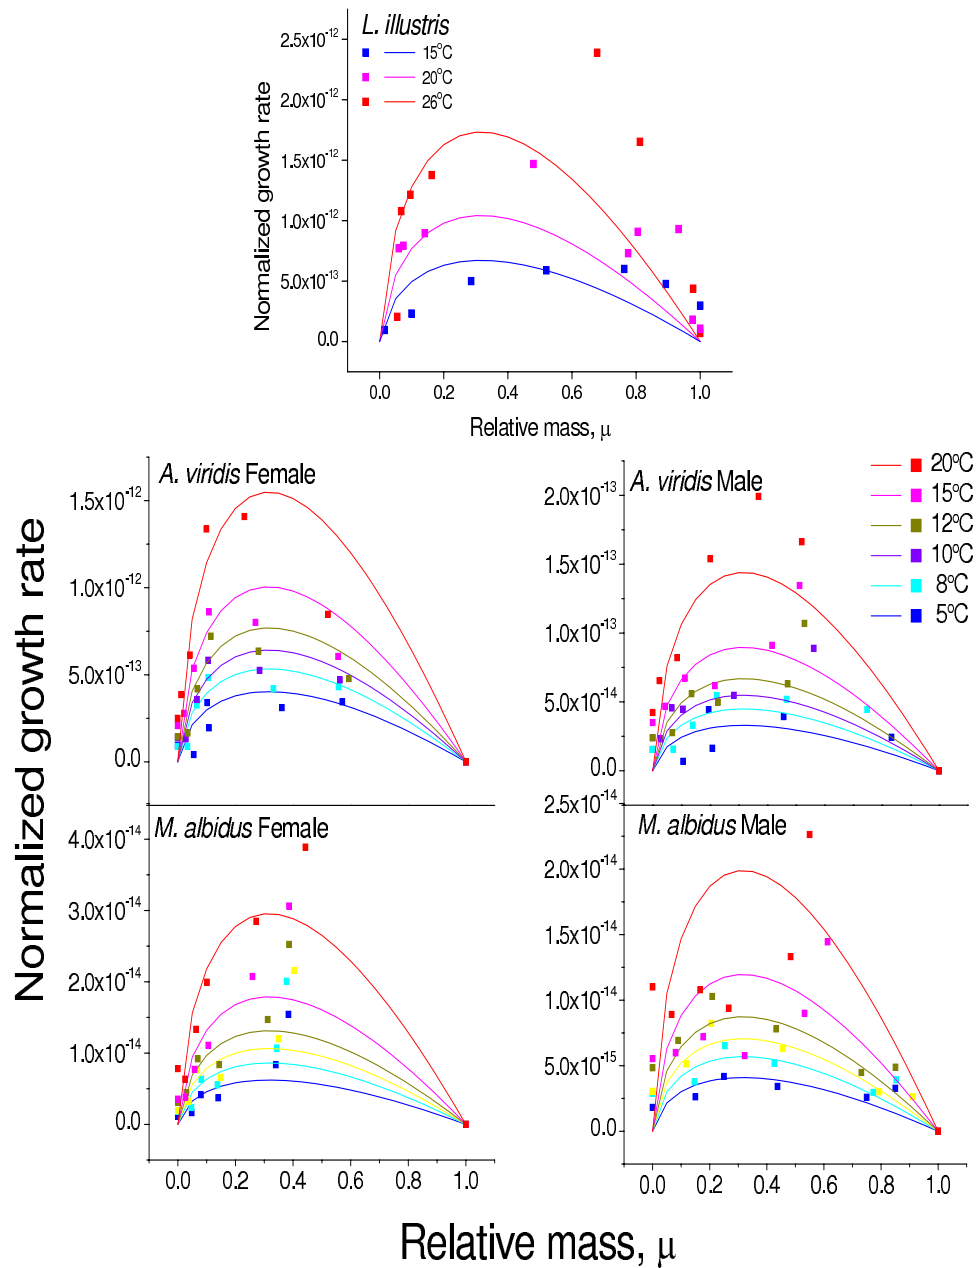 L. illustris
15°C
20°C
26°C
Normalized growth rate
2.5x10-12
2.0x10-12
1.5x10-12
1.0x10-12
5.0x10-13
0.0
0.0 0.2 0.4 0.6 0.8 1.0
Relative mass, μ
A. viridis Female
1.5x10-12
1.0x10-12
5.0x10-13
0.0
A. viridis Male
2.0x10-13
1.5x10-13
1.0x10-13
5.0x10-14
0.0
20ºC
15ºC
12ºC
10ºC
8ºC
5ºC
Normalized growth rate
M. albidus Female
4.0x10-14
3.0x10-14
2.0x10-14
1.0x10-14
0.0
0.0 0.2 0.4 0.6 0.8 1.0
M. albidus Male
2.5x10-14
2.0x10-14
1.5x10-14
1.0x10-14
5.0x10-15
0.0
0.0 0.2 0.4 0.6 0.8 1.0
Relative mass, μ